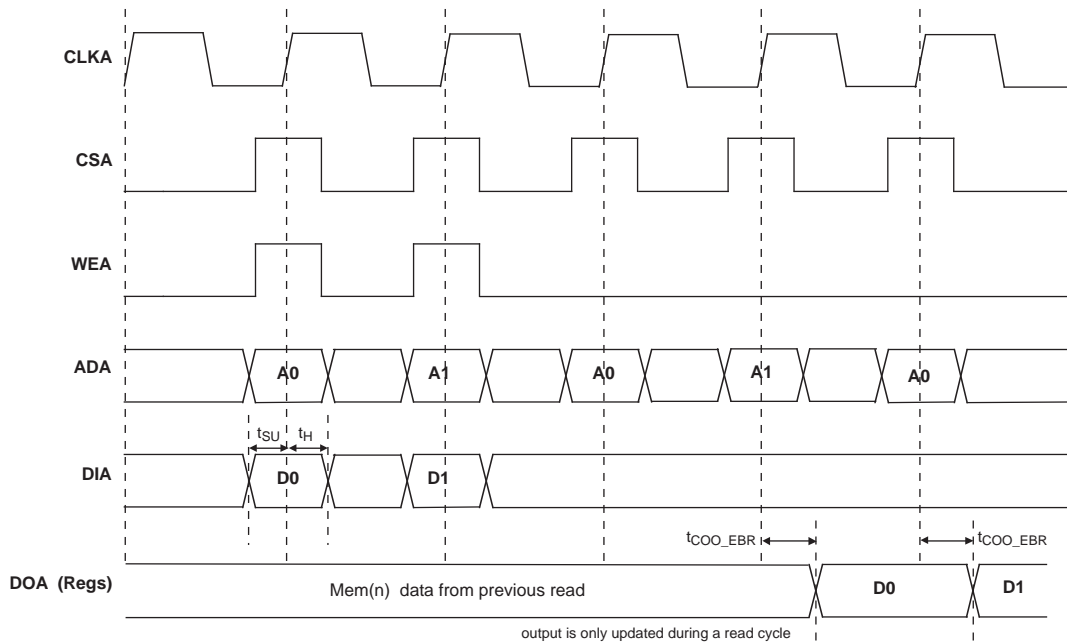 CLKA
CSA
WEA
ADA A0 A1 A0 A1 A0
tSU tH
DIA D0 D1
tCOO_EBR tCOO_EBR
DOA (Regs) Mem(n) data from previous read D0 D1
output is only updated during a read cycle